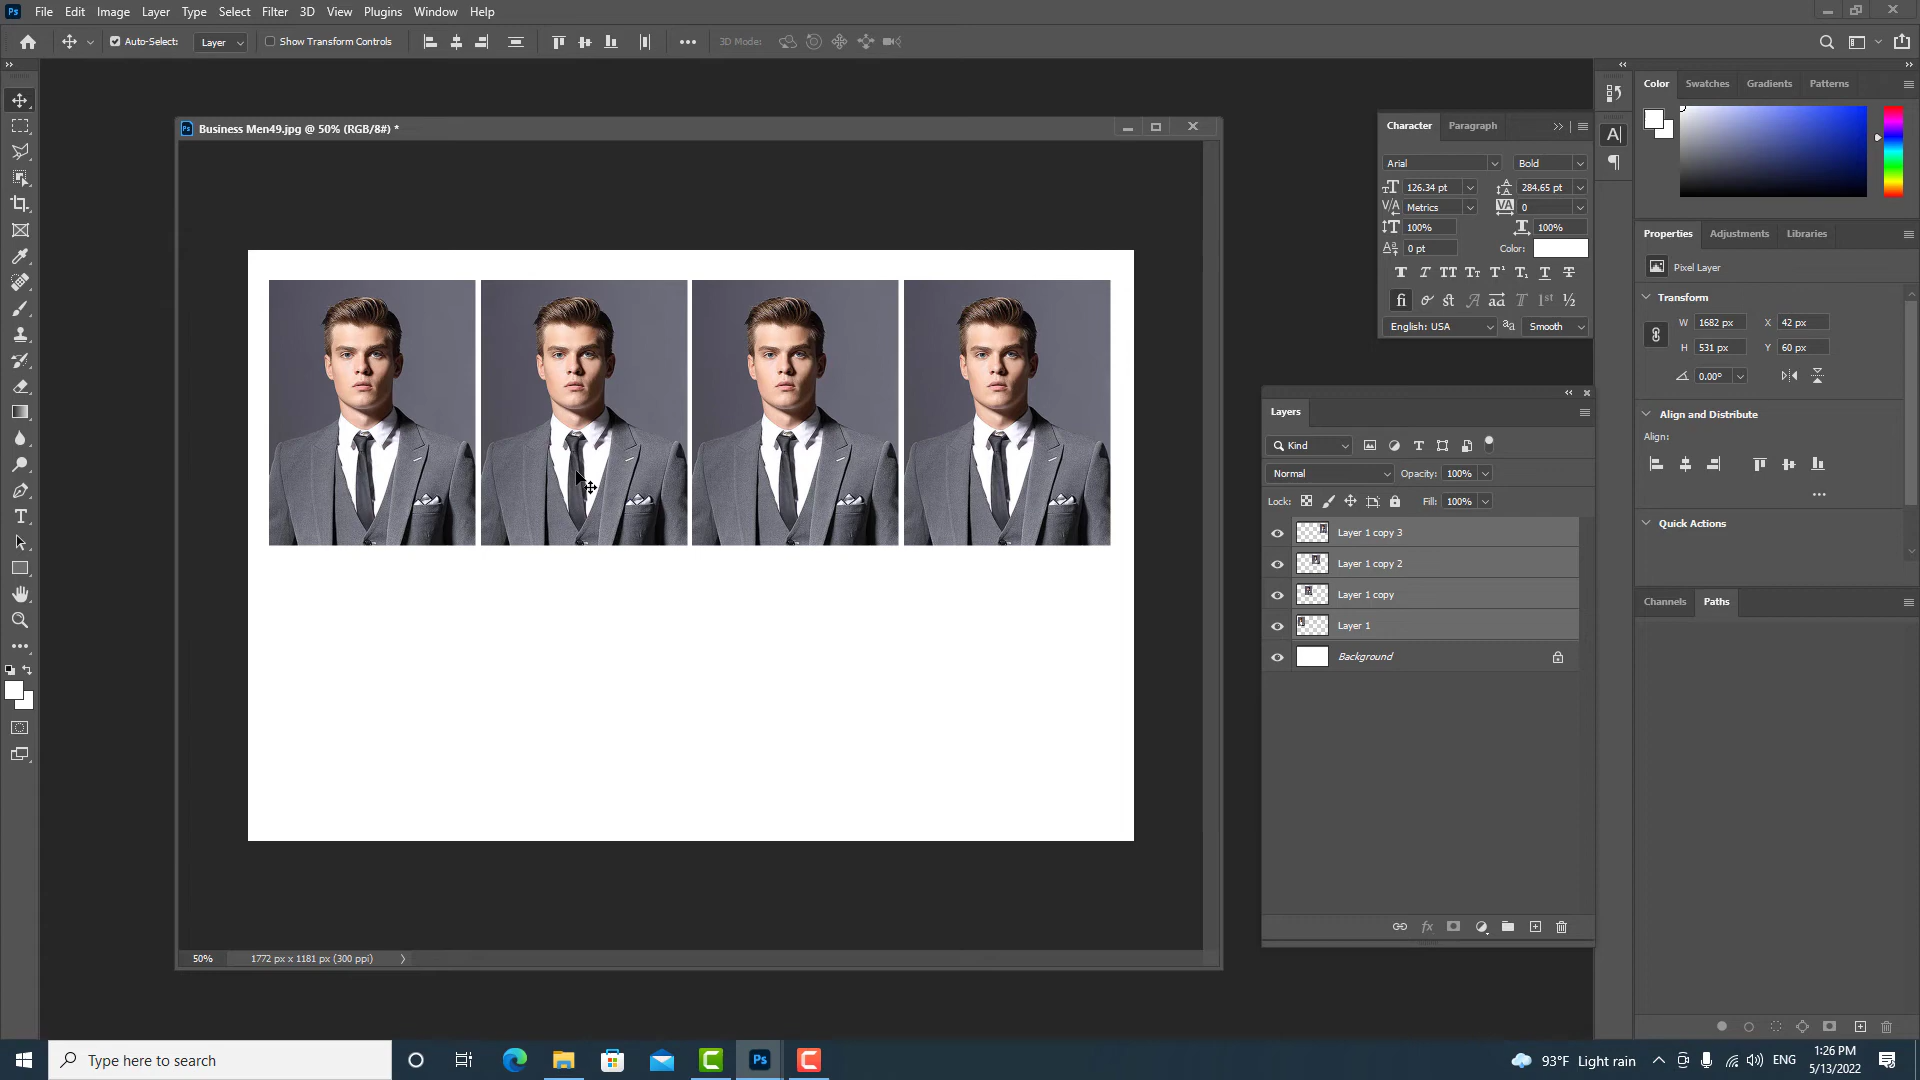 File Edit Image Layer Type Select Filter 3D View Plugins Window Help
Auto-Select: Layer Show Transform Controls 3D Mode:
Business Men49.jpg @ 50% (RGB/8#) *
50% 1772 px x 1181 px (300 ppi)
Character Paragraph
Arial Bold
126.34 pt 284.65 pt
Metrics 0
100% 100%
0 pt Color:
English: USA Smooth
Layers
Kind
Normal Opacity: 100%
Lock: Fill: 100%
Layer 1 copy 3
Layer 1 copy 2
Layer 1 copy
Layer 1
Background
Color Swatches Gradients Patterns
Properties Adjustments Libraries
Pixel Layer
Transform
W 1682 px X 42 px
H 531 px Y 60 px
0.00°
Align and Distribute
Align:
Quick Actions
Channels Paths
Type here to search
93°F Light rain
ENG
1:26 PM
5/13/2022